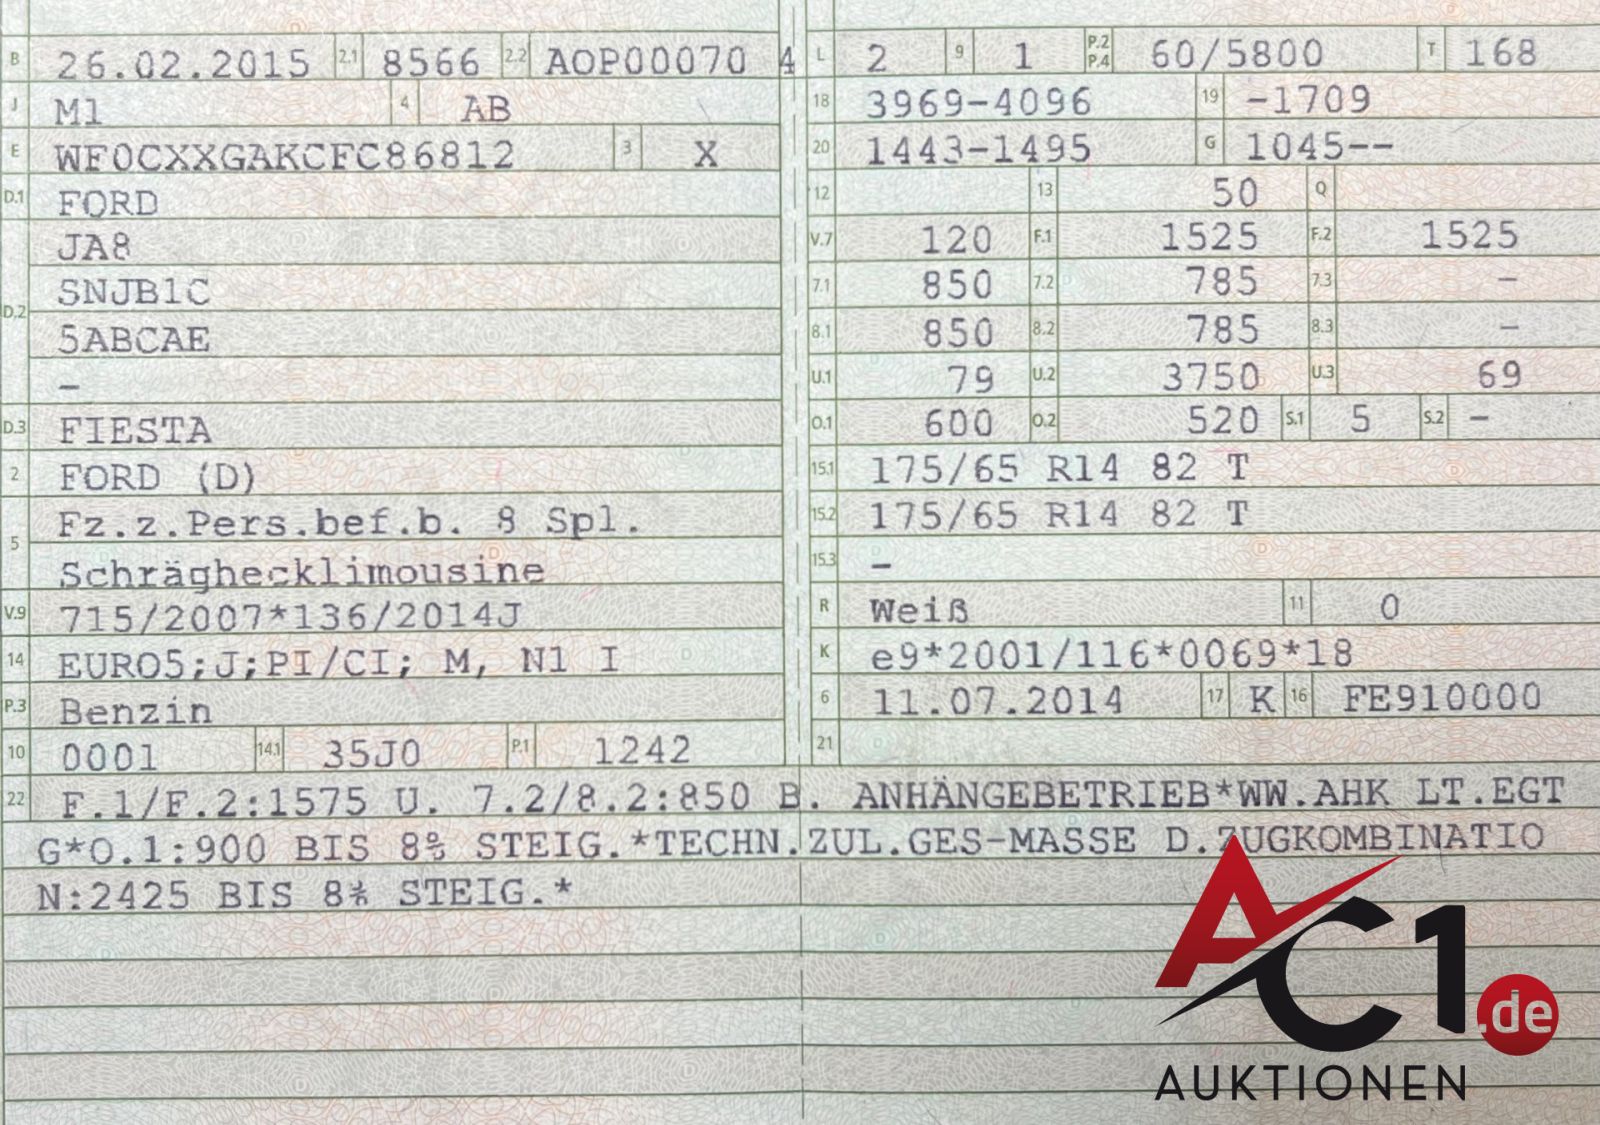 B 26.02.2015 2.1 8566 2.2 AOP00070 4
J M1 4 AB
E WF0CXXGAKCFC86812 3 X
D.1 FORD
JA8
SNJB1C
D.2
5ABCAE
–
D.3 FIESTA
2 FORD (D)
Fz.z.Pers.bef.b. 8 Spl.
5
Schräghecklimousine
V.9 715/2007*136/2014J
14 EURO5;J;PI/CI; M, N1 I
P.3 Benzin
10 0001 14.1 35J0 P.1 1242
L 2 9 1 P.2 P.4 60/5800 T 168
18 3969-4096 19 -1709
20 1443-1495 G 1045--
12 13 50 Q
V.7 120 F.1 1525 F.2 1525
7.1 850 7.2 785 7.3 –
8.1 850 8.2 785 8.3 –
U.1 79 U.2 3750 U.3 69
O.1 600 O.2 520 S.1 5 S.2 –
15.1 175/65 R14 82 T
15.2 175/65 R14 82 T
15.3 –
R Weiß 11 0
K e9*2001/116*0069*18
6 11.07.2014 17 K 16 FE910000
21
22 F.1/F.2:1575 U. 7.2/8.2:850 B. ANHÄNGEBETRIEB*WW.AHK LT.EGT
G*O.1:900 BIS 8% STEIG.*TECHN.ZUL.GES-MASSE D.ZUGKOMBINATIO
N:2425 BIS 8% STEIG.*
AC1.de
AUKTIONEN